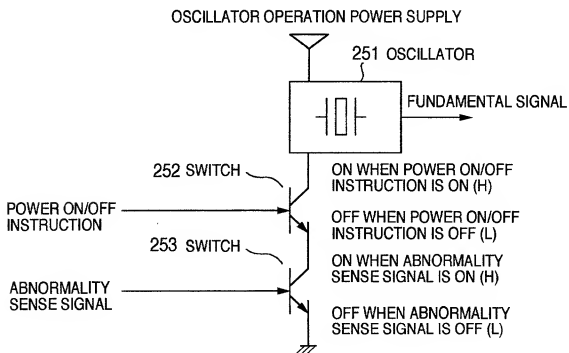 OSCILLATOR OPERATION POWER SUPPLY
251 OSCILLATOR
FUNDAMENTAL SIGNAL
252 SWITCH
ON WHEN POWER ON/OFF
INSTRUCTION IS ON (H)
POWER ON/OFF
INSTRUCTION
OFF WHEN POWER ON/OFF
INSTRUCTION IS OFF (L)
253 SWITCH
ON WHEN ABNORMALITY
SENSE SIGNAL IS ON (H)
ABNORMALITY
SENSE SIGNAL
OFF WHEN ABNORMALITY
SENSE SIGNAL IS OFF (L)